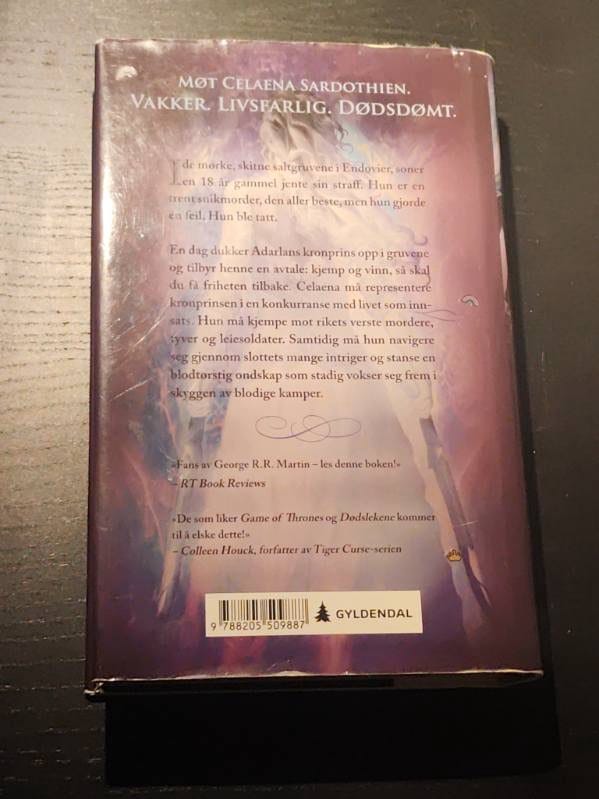 Møt Celaena Sardothien.
Vakker. Livsfarlig. Dødsdømt.
I de mørke, skitne saltgruvene i Endovier, soner
en 18 år gammel jente sin straff. Hun er en
trent snikmorder, den aller beste, men hun gjorde
en feil. Hun ble tatt.
En dag dukker Adarlans kronprins opp i gruvene
og tilbyr henne en avtale: kjemp og vinn, så skal
du få friheten tilbake. Celaena må representere
kronprinsen i en konkurranse med livet som inn-
sats. Hun må kjempe mot rikets verste mordere,
tyver og leiesoldater. Samtidig må hun navigere
seg gjennom slottets mange intriger og stanse en
blodtørstig ondskap som stadig vokser seg frem i
skyggen av blodige kamper.
«Fans av George R.R. Martin – les denne boken!»
– RT Book Reviews
«De som liker Game of Thrones og Dødslekene kommer
til å elske dette!»
– Colleen Houck, forfatter av Tiger Curse-serien
9 788205 509887
GYLDENDAL